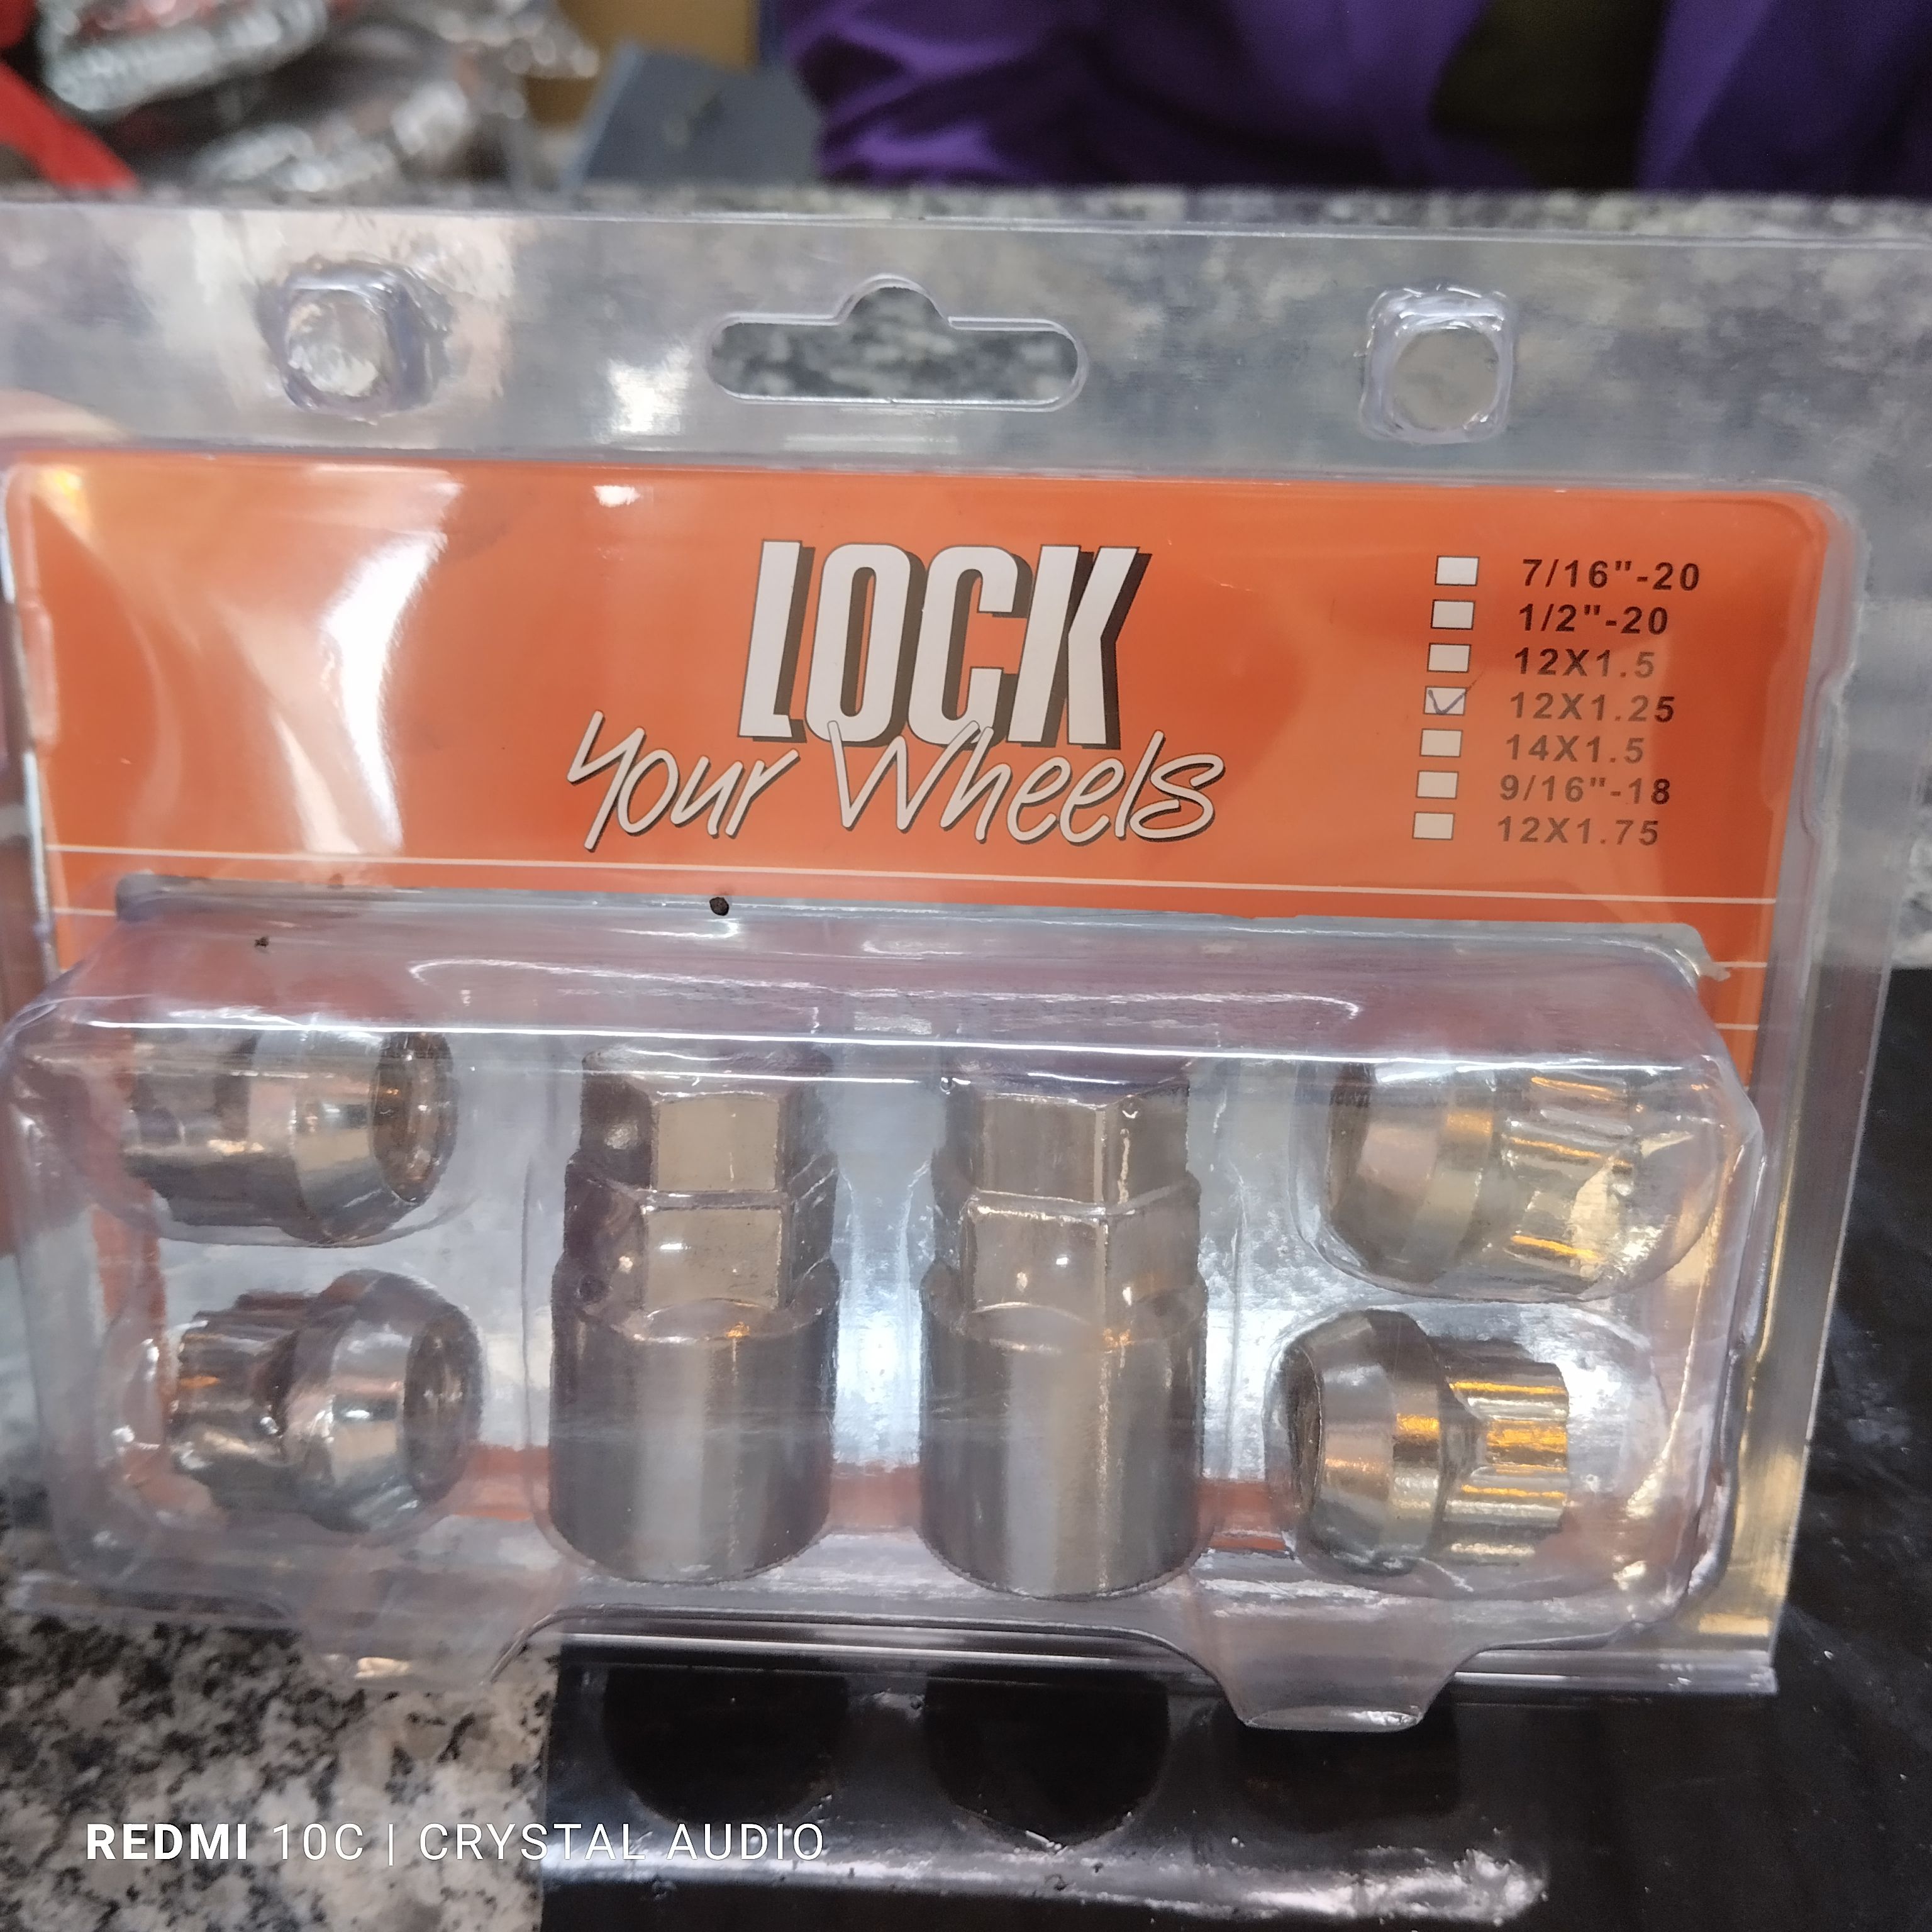 LOCK
Your Wheels
7/16"-20
1/2"-20
12X1.5
12X1.25
14X1.5
9/16"-18
12X1.75
REDMI 10C | CRYSTAL AUDIO